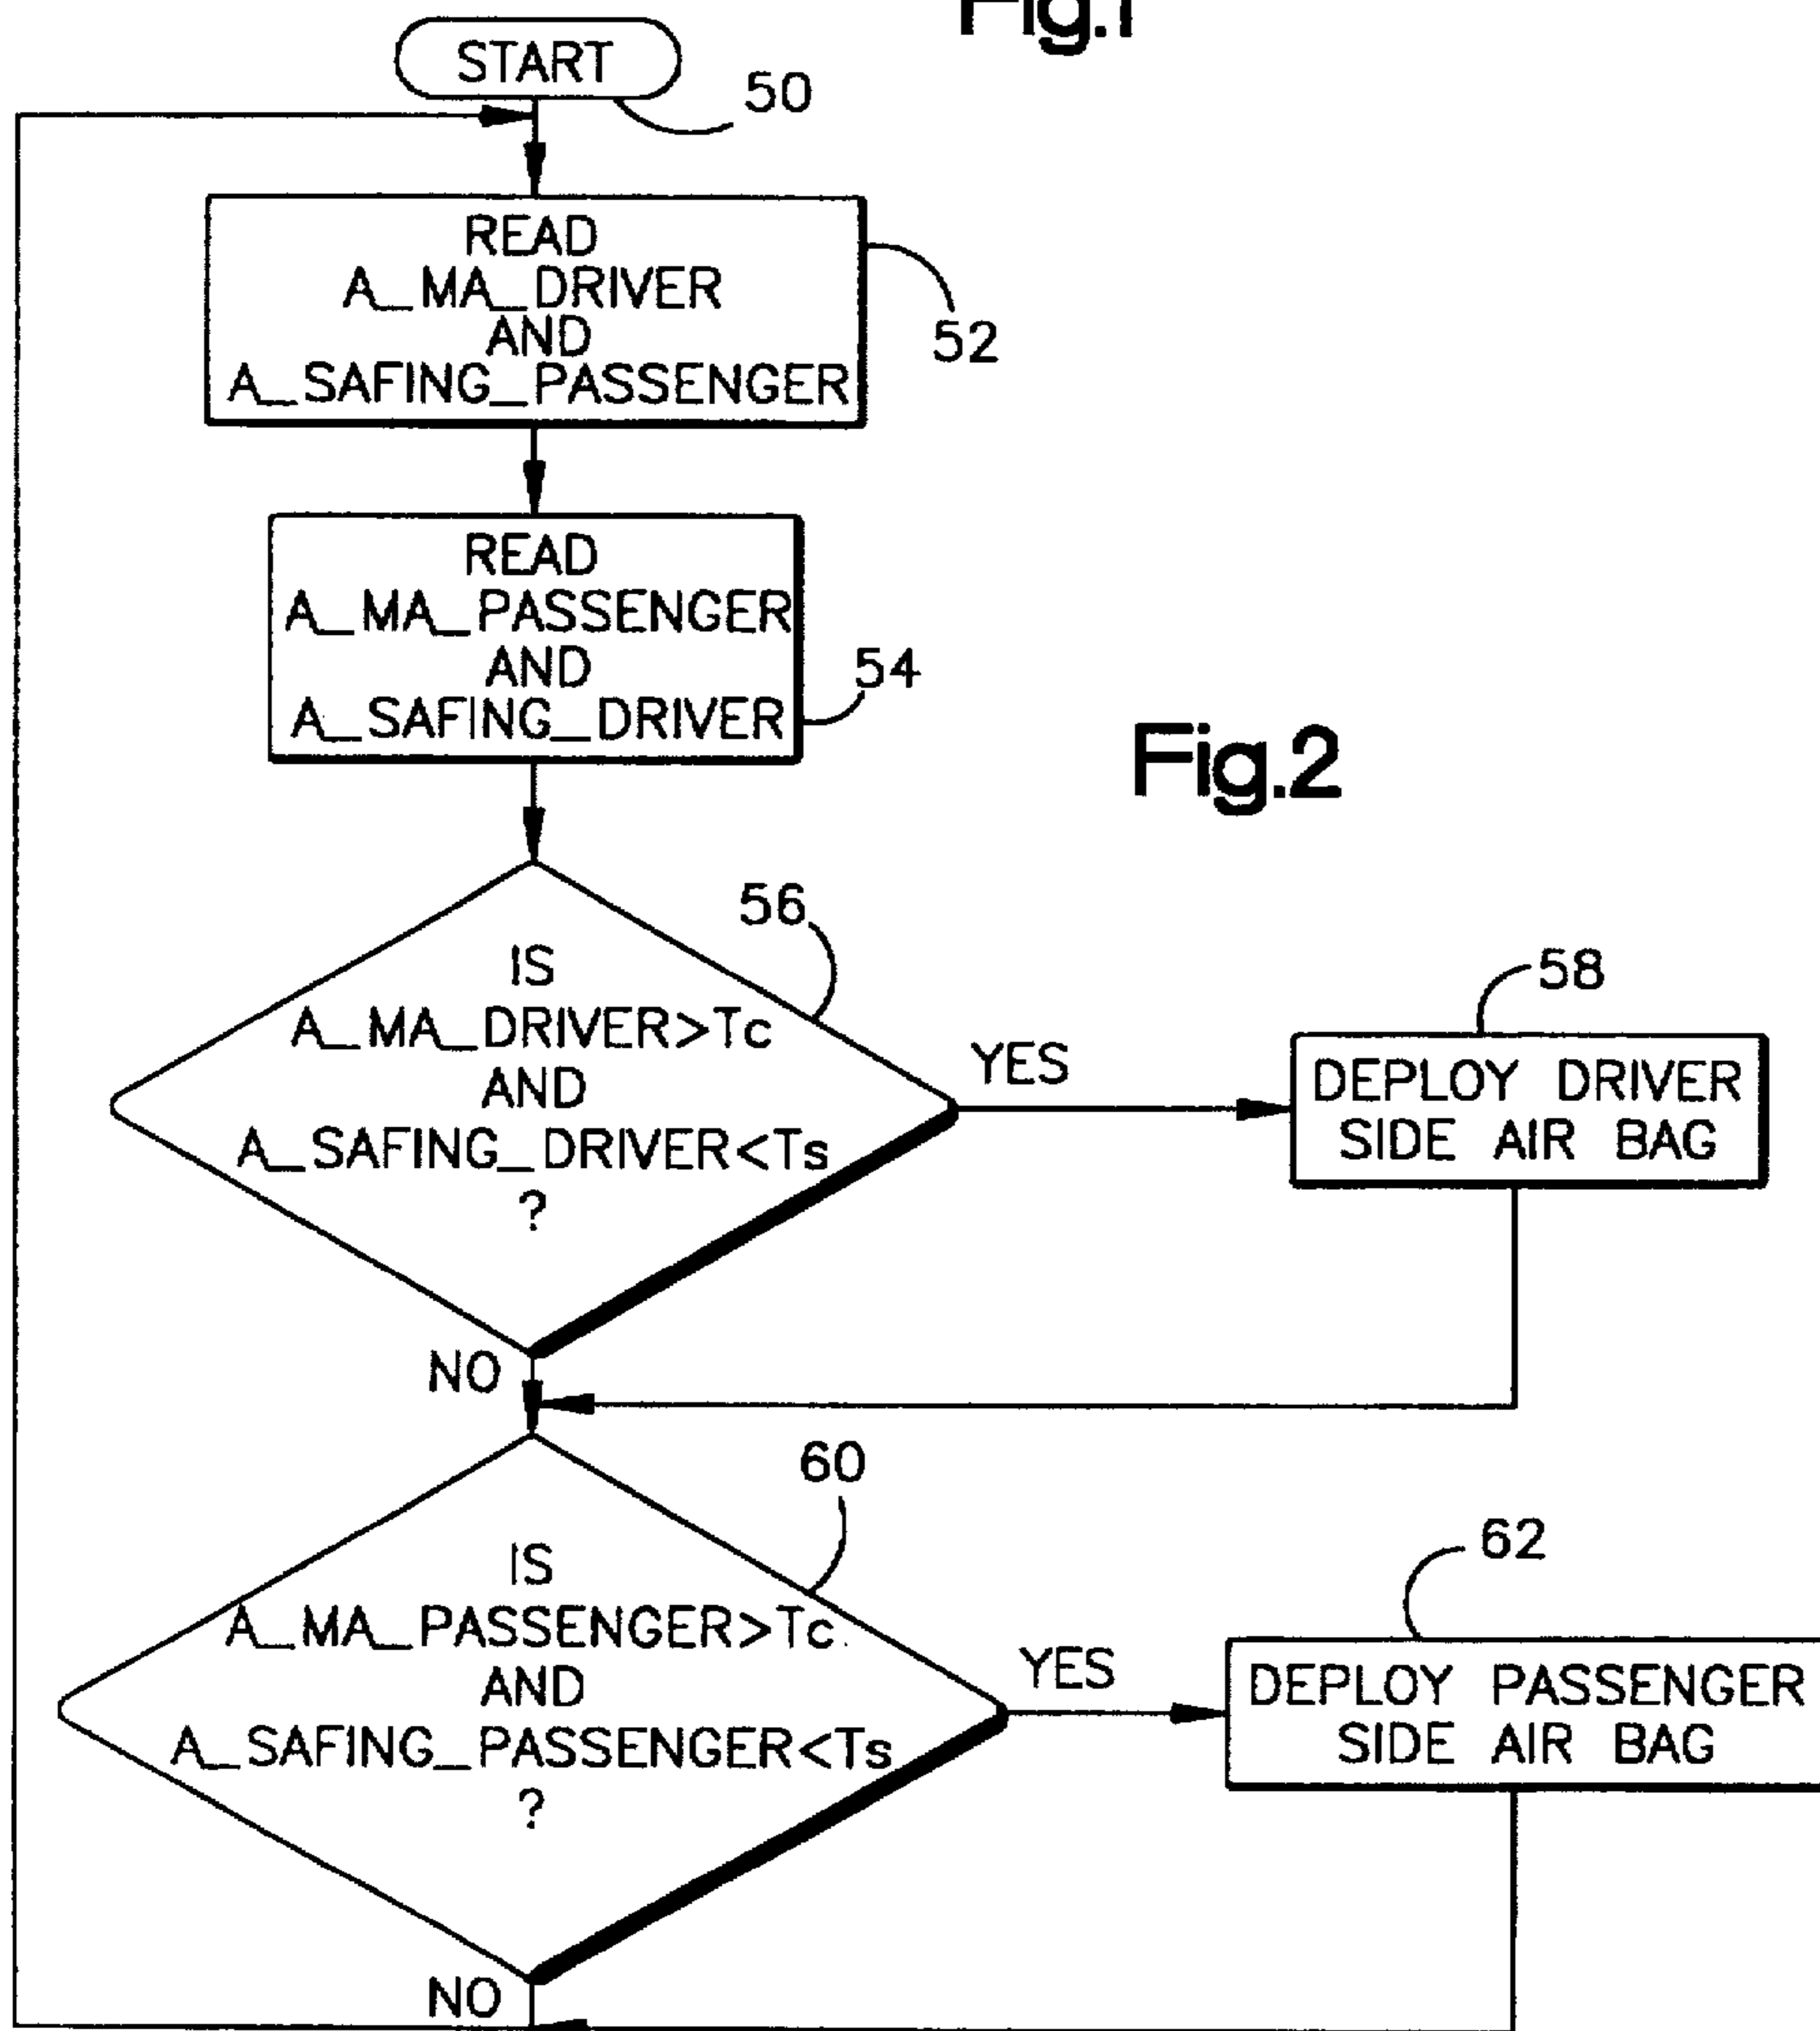 Fig.1
START
50
READ
A_MA_DRIVER
AND
A_SAFING_PASSENGER
52
READ
A_MA_PASSENGER
AND
A_SAFING_DRIVER
54
Fig.2
56
IS
A_MA_DRIVER>Tc
AND
A_SAFING_DRIVER<Ts
?
YES
58
DEPLOY DRIVER
SIDE AIR BAG
NO
60
IS
A_MA_PASSENGER>Tc
AND
A_SAFING_PASSENGER<Ts
?
YES
62
DEPLOY PASSENGER
SIDE AIR BAG
NO